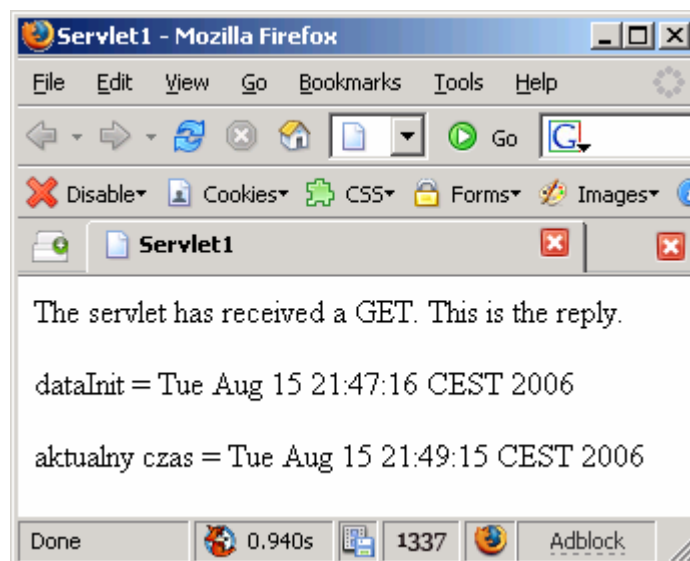 Servlet1 - Mozilla Firefox
File Edit View Go Bookmarks Tools Help
Go G
Disable Cookies CSS Forms Images
Servlet1
The servlet has received a GET. This is the reply.
dataInit = Tue Aug 15 21:47:16 CEST 2006
aktualny czas = Tue Aug 15 21:49:15 CEST 2006
Done 0.940s 1337 Adblock